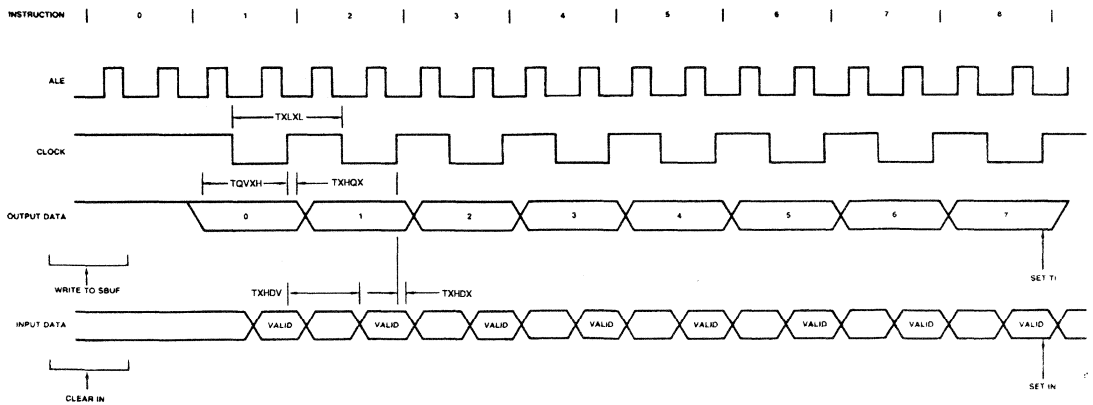 INSTRUCTION 0 1 2 3 4 5 6 7 8
ALE
TXLXL
CLOCK
TQVXH TXHQX
OUTPUT DATA 0 1 2 3 4 5 6 7
WRITE TO SBUF
SET TI
TXHDV TXHDX
INPUT DATA VALID VALID VALID VALID VALID VALID VALID VALID
CLEAR IN
SET IN